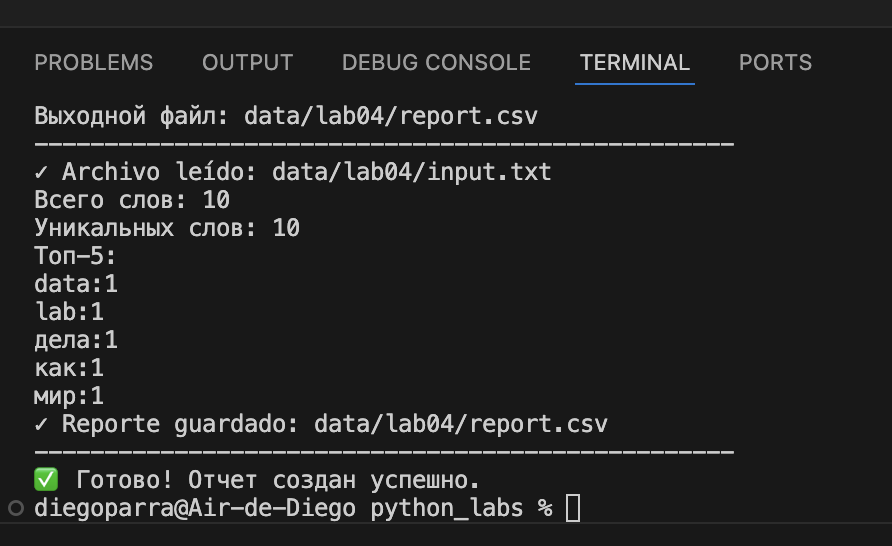 PROBLEMS OUTPUT DEBUG CONSOLE TERMINAL PORTS
Выходной файл: data/lab04/report.csv
--------------------------------------------------
✓ Archivo leído: data/lab04/input.txt
Всего слов: 10
Уникальных слов: 10
Топ-5:
data:1
lab:1
дела:1
как:1
мир:1
✓ Reporte guardado: data/lab04/report.csv
--------------------------------------------------
✅ Готово! Отчет создан успешно.
diegoparra@Air-de-Diego python_labs %